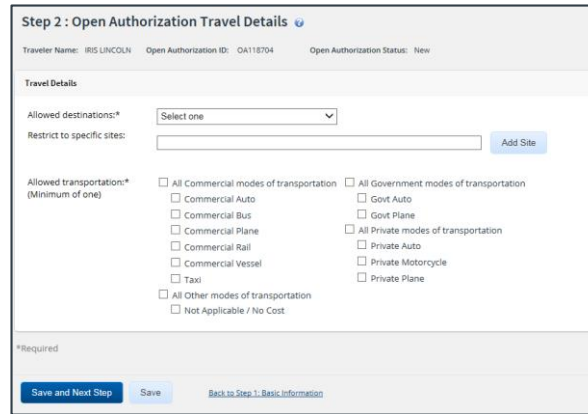 Step 2 : Open Authorization Travel Details
Traveler Name: IRIS LINCOLN Open Authorization ID: OA118704 Open Authorization Status: New
Travel Details
Allowed destinations:* Select one
Restrict to specific sites: Add Site
Allowed transportation:* All Commercial modes of transportation All Government modes of transportation
(Minimum of one) Commercial Auto Govt Auto
Commercial Bus Govt Plane
Commercial Plane All Private modes of transportation
Commercial Rail Private Auto
Commercial Vessel Private Motorcycle
Taxi Private Plane
All Other modes of transportation
Not Applicable / No Cost
*Required
Save and Next Step Save Back to Step 1: Basic Information